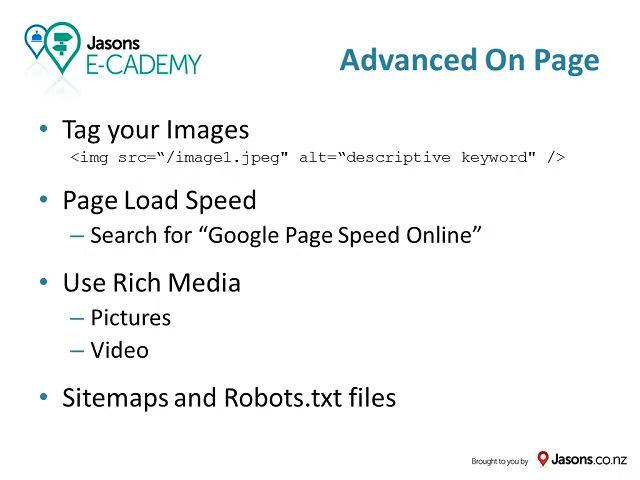 Jasons
E-CADEMY
Advanced On Page
• Tag your Images
<img src=“/image1.jpeg" alt=“descriptive keyword" />
• Page Load Speed
– Search for “Google Page Speed Online”
• Use Rich Media
– Pictures
– Video
• Sitemaps and Robots.txt files
Brought to you by Jasons.co.nz